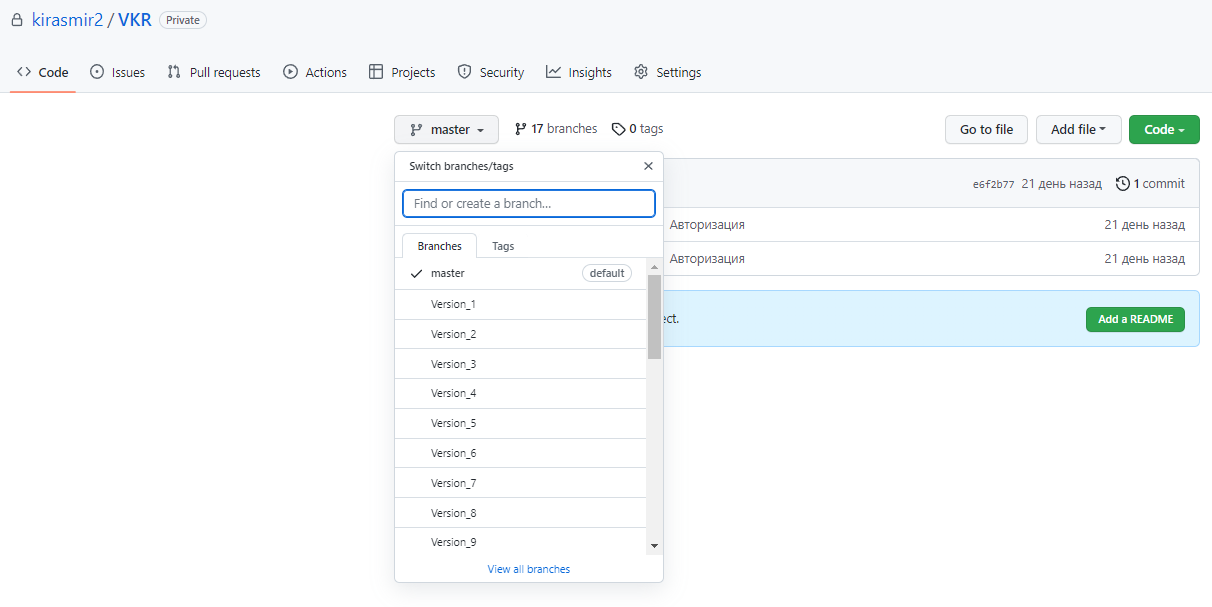 kirasmir2 / VKR Private
Code Issues Pull requests Actions Projects Security Insights Settings
master 17 branches 0 tags Go to file Add file Code
Switch branches/tags
Find or create a branch...
Branches Tags
master default
Version_1
Version_2
Version_3
Version_4
Version_5
Version_6
Version_7
Version_8
Version_9
View all branches
e6f2b77 21 день назад 1 commit
Авторизация 21 день назад
Авторизация 21 день назад
ect. Add a README